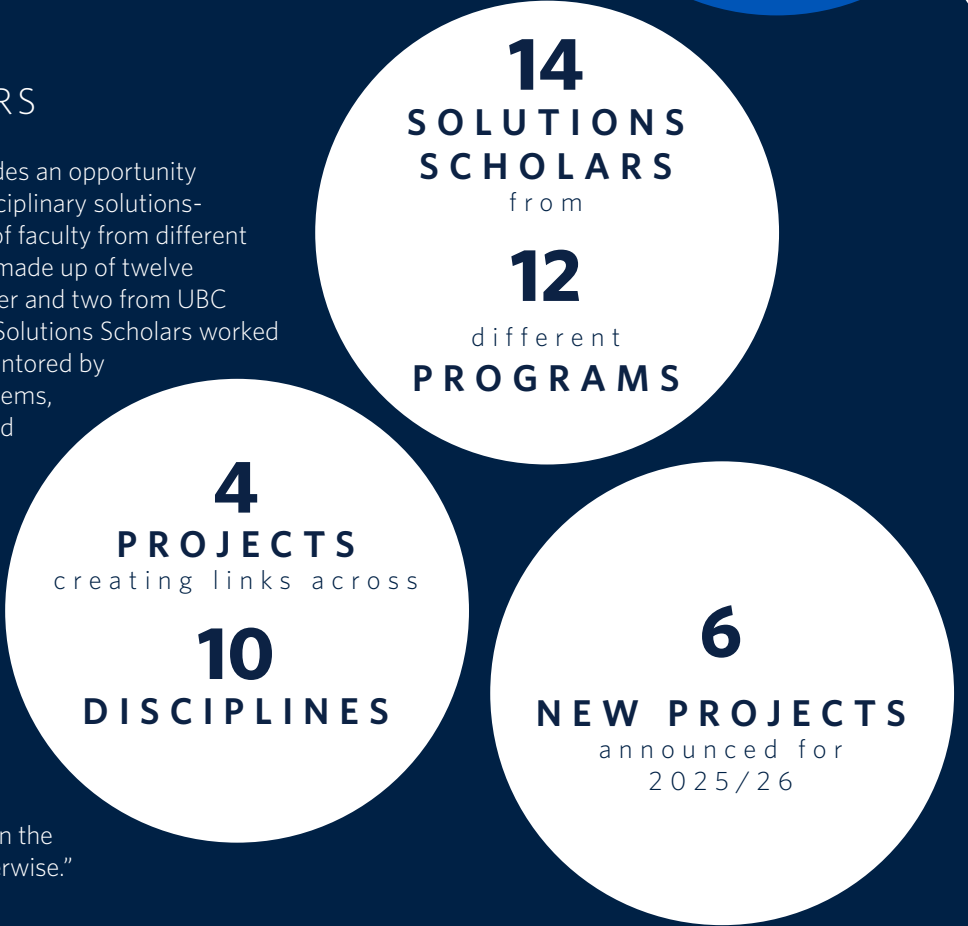 RS
des an opportunity
ciplinary solutions-
of faculty from different
made up of twelve
er and two from UBC
Solutions Scholars worked
ntored by
ems,
d
14
SOLUTIONS
SCHOLARS
from
12
different
PROGRAMS
4
PROJECTS
creating links across
10
DISCIPLINES
6
NEW PROJECTS
announced for
2025/26
n the
erwise.”